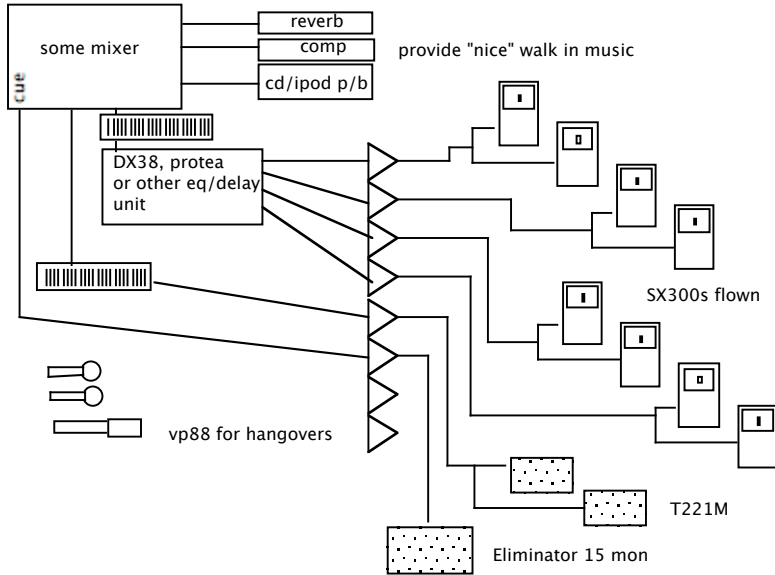 reverb
some mixer
comp
provide "nice" walk in music
cd/ipod p/b
cue
DX38, protea
or other eq/delay
unit
SX300s flown
vp88 for hangovers
T221M
Eliminator 15 mon